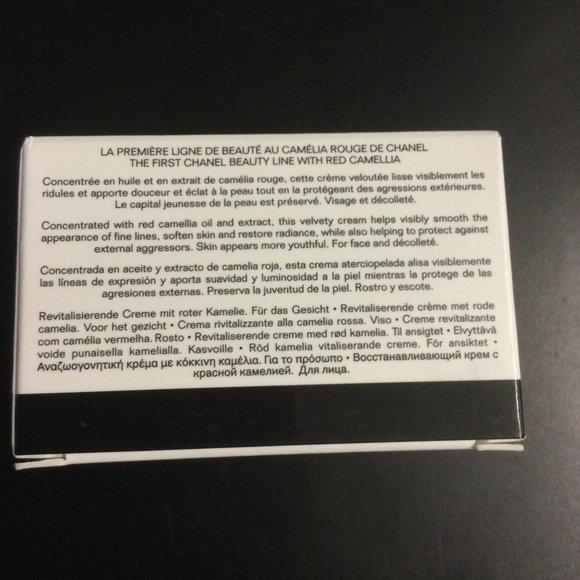 LA PREMIÈRE LIGNE DE BEAUTÉ AU CAMÉLIA ROUGE DE CHANEL
THE FIRST CHANEL BEAUTY LINE WITH RED CAMELLIA
Concentrée en huile et en extrait de camélia rouge, cette crème veloutée lisse visiblement les
ridules et apporte douceur et éclat à la peau tout en la protégeant des agressions extérieures.
Le capital jeunesse de la peau est préservé. Visage et décolleté.
Concentrated with red camellia oil and extract, this velvety cream helps visibly smooth the
appearance of fine lines, soften skin and restore radiance, while also helping to protect against
external aggressors. Skin appears more youthful. For face and décolleté.
Concentrada en aceite y extracto de camelia roja, esta crema aterciopelada alisa visiblemente
las líneas de expresión y aporta suavidad y luminosidad a la piel mientras la protege de las
agresiones externas. Preserva la juventud de la piel. Rostro y escote.
Revitalisierende Creme mit roter Kamelie. Für das Gesicht • Revitaliserende crème met rode
camelia. Voor het gezicht • Crema rivitalizzante alla camelia rossa. Viso • Creme revitalizante
com camélia vermelha. Rosto • Revitaliserende creme med rød kamelia. Til ansigtet • Elvyttävä
voide punaisella kamelialla. Kasvoille • Röd kamelia vitaliserande creme. För ansiktet •
Αναζωογονητική κρέμα με κόκκινη καμέλια. Για το πρόσωπο • Восстанавливающий крем с
красной камелией. Для лица.